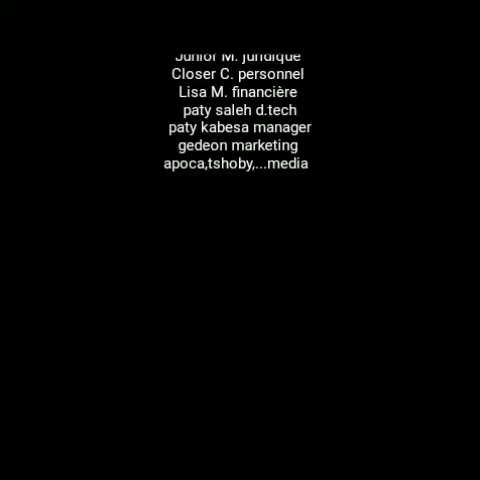 Junior M. juridique
Closer C. personnel
Lisa M. financière
paty saleh d.tech
paty kabesa manager
gedeon marketing
apoca,tshoby,...media